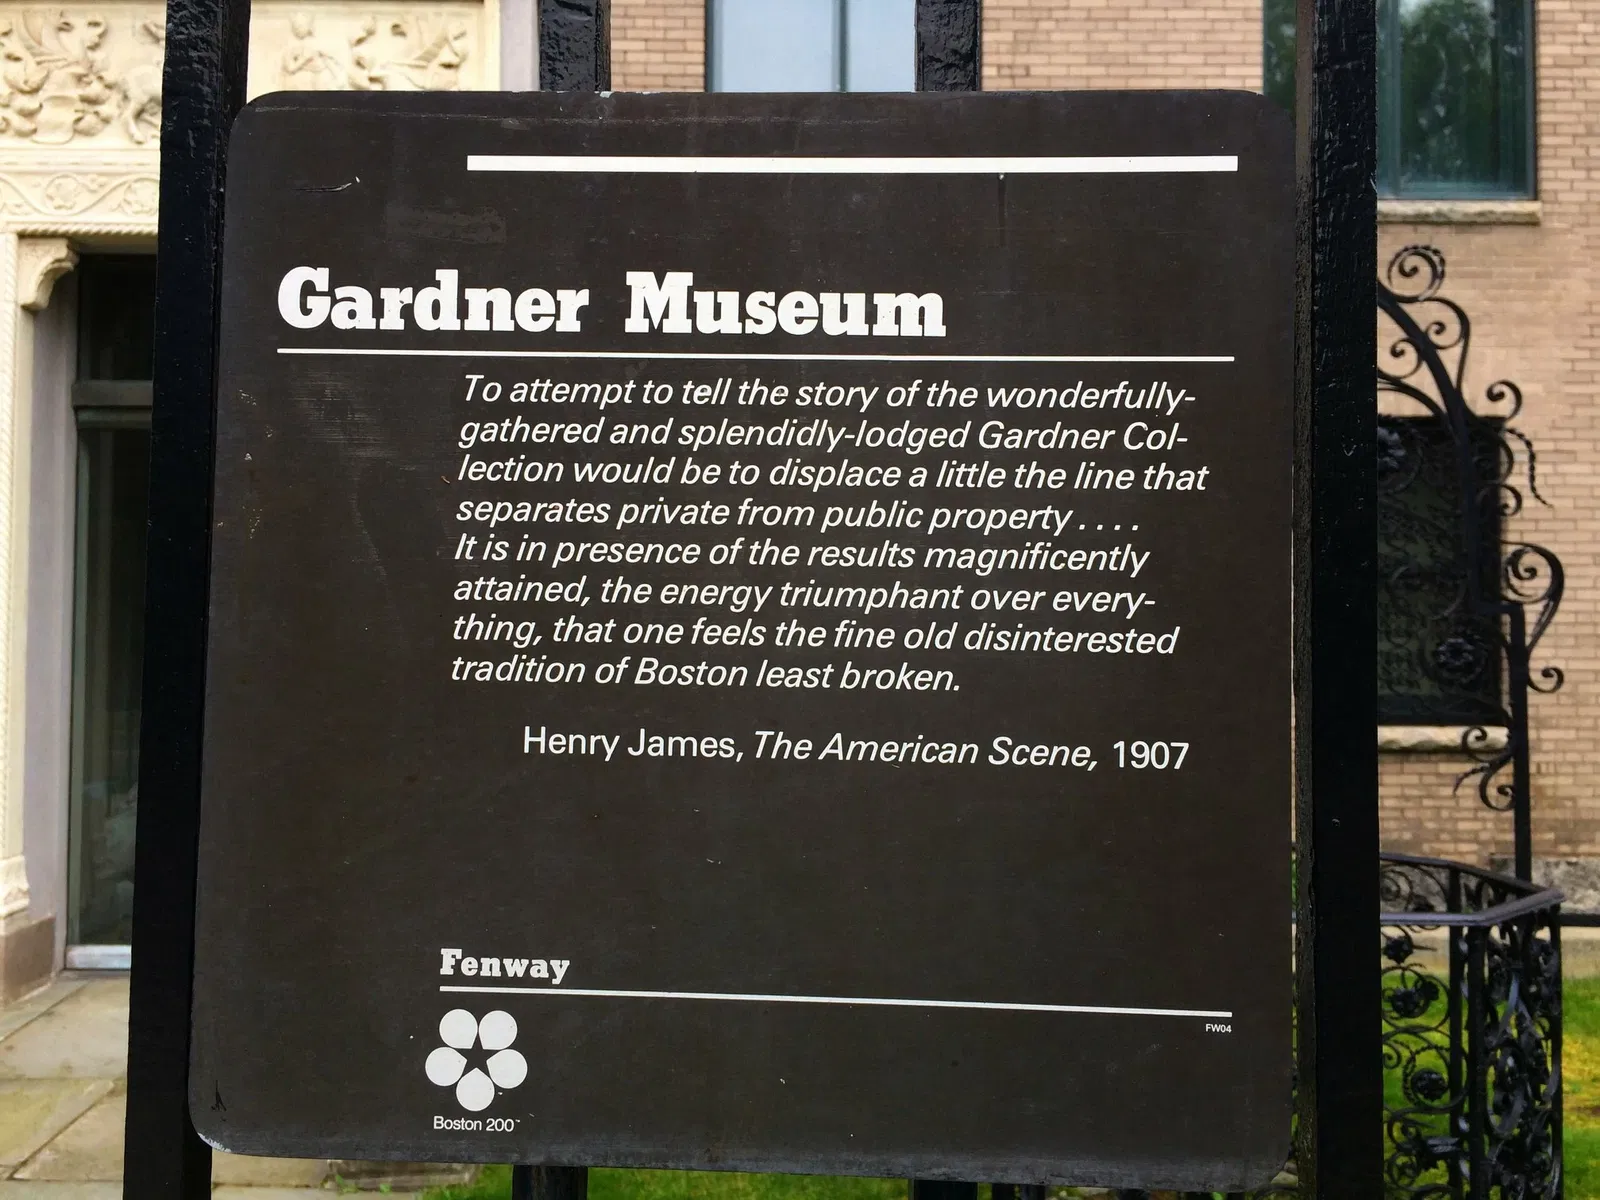 Gardner Museum
To attempt to tell the story of the wonderfully-
gathered and splendidly-lodged Gardner Col-
lection would be to displace a little the line that
separates private from public property . . . .
It is in presence of the results magnificently
attained, the energy triumphant over every-
thing, that one feels the fine old disinterested
tradition of Boston least broken.
Henry James, The American Scene, 1907
Fenway
FW04
Boston 200™